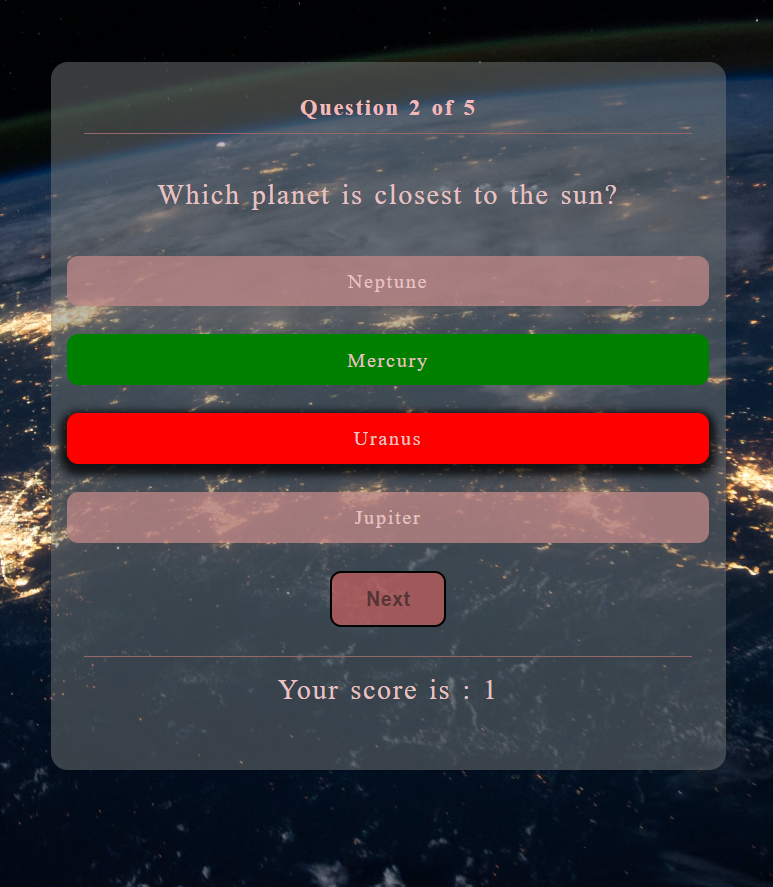 Question 2 of 5
Which planet is closest to the sun?
Neptune
Mercury
Uranus
Jupiter
Next
Your score is : 1